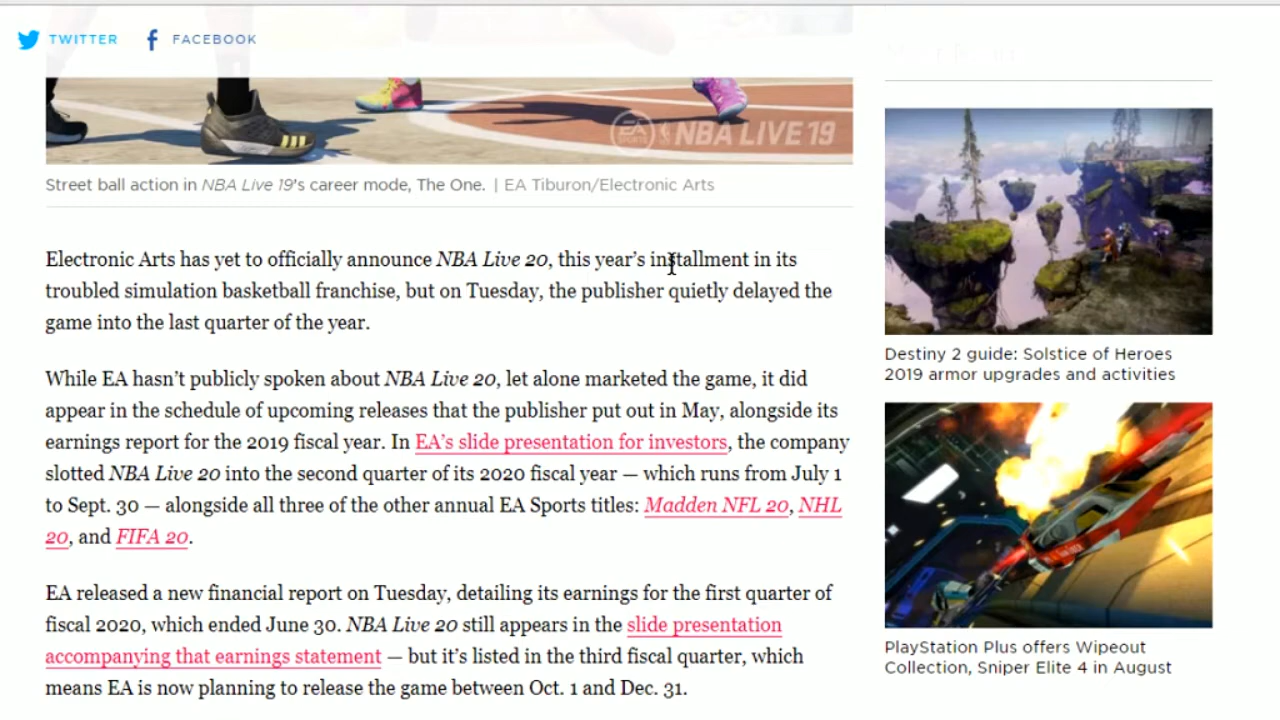 TWITTER FACEBOOK
EA SPORTS NBA LIVE 19
Street ball action in NBA Live 19's career mode, The One. | EA Tiburon/Electronic Arts
Electronic Arts has yet to officially announce NBA Live 20, this year's installment in its
troubled simulation basketball franchise, but on Tuesday, the publisher quietly delayed the
game into the last quarter of the year.
While EA hasn't publicly spoken about NBA Live 20, let alone marketed the game, it did
appear in the schedule of upcoming releases that the publisher put out in May, alongside its
earnings report for the 2019 fiscal year. In EA's slide presentation for investors, the company
slotted NBA Live 20 into the second quarter of its 2020 fiscal year — which runs from July 1
to Sept. 30 — alongside all three of the other annual EA Sports titles: Madden NFL 20, NHL
20, and FIFA 20.
EA released a new financial report on Tuesday, detailing its earnings for the first quarter of
fiscal 2020, which ended June 30. NBA Live 20 still appears in the slide presentation
accompanying that earnings statement — but it's listed in the third fiscal quarter, which
means EA is now planning to release the game between Oct. 1 and Dec. 31.
Destiny 2 guide: Solstice of Heroes
2019 armor upgrades and activities
PlayStation Plus offers Wipeout
Collection, Sniper Elite 4 in August